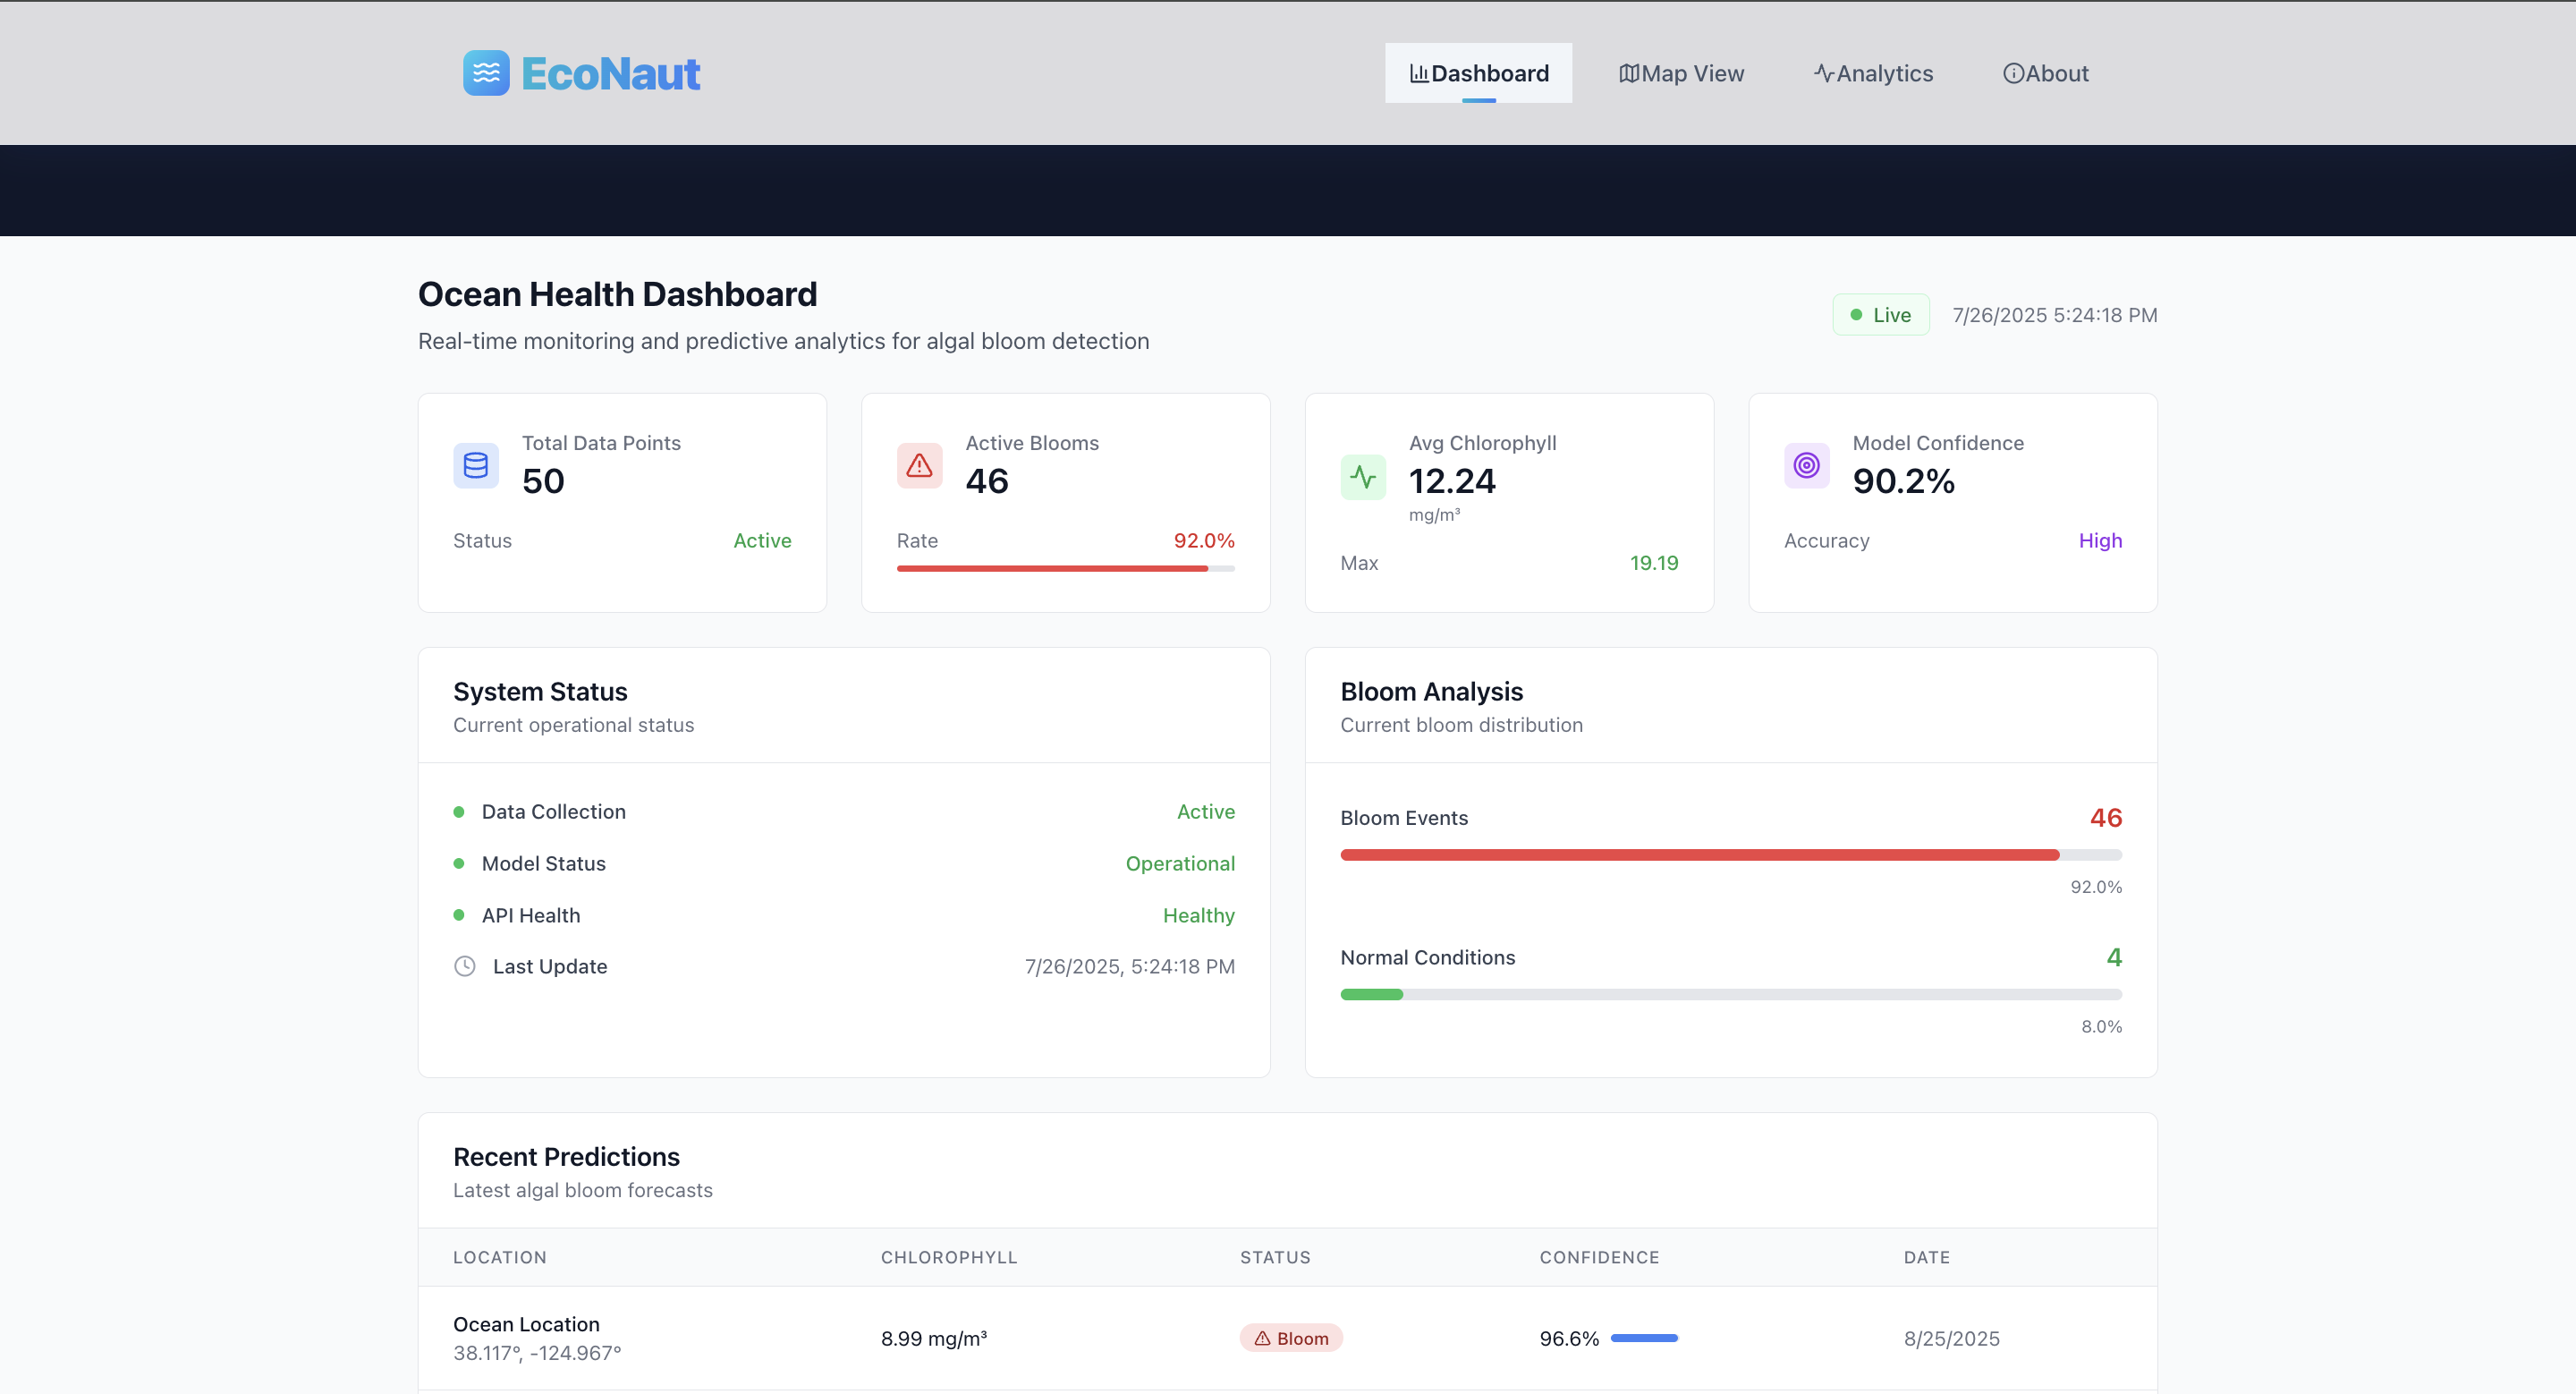 EcoNaut
Dashboard
Map View
Analytics
About
Ocean Health Dashboard
Real-time monitoring and predictive analytics for algal bloom detection
Live
7/26/2025 5:24:18 PM
Total Data Points
50
Status
Active
Active Blooms
46
Rate
92.0%
Avg Chlorophyll
12.24
mg/m³
Max
19.19
Model Confidence
90.2%
Accuracy
High
System Status
Current operational status
Data Collection
Active
Model Status
Operational
API Health
Healthy
Last Update
7/26/2025, 5:24:18 PM
Bloom Analysis
Current bloom distribution
Bloom Events
46
92.0%
Normal Conditions
4
8.0%
Recent Predictions
Latest algal bloom forecasts
LOCATION CHLOROPHYLL STATUS CONFIDENCE DATE
Ocean Location
38.117°, -124.967°
8.99 mg/m³
Bloom
96.6%
8/25/2025